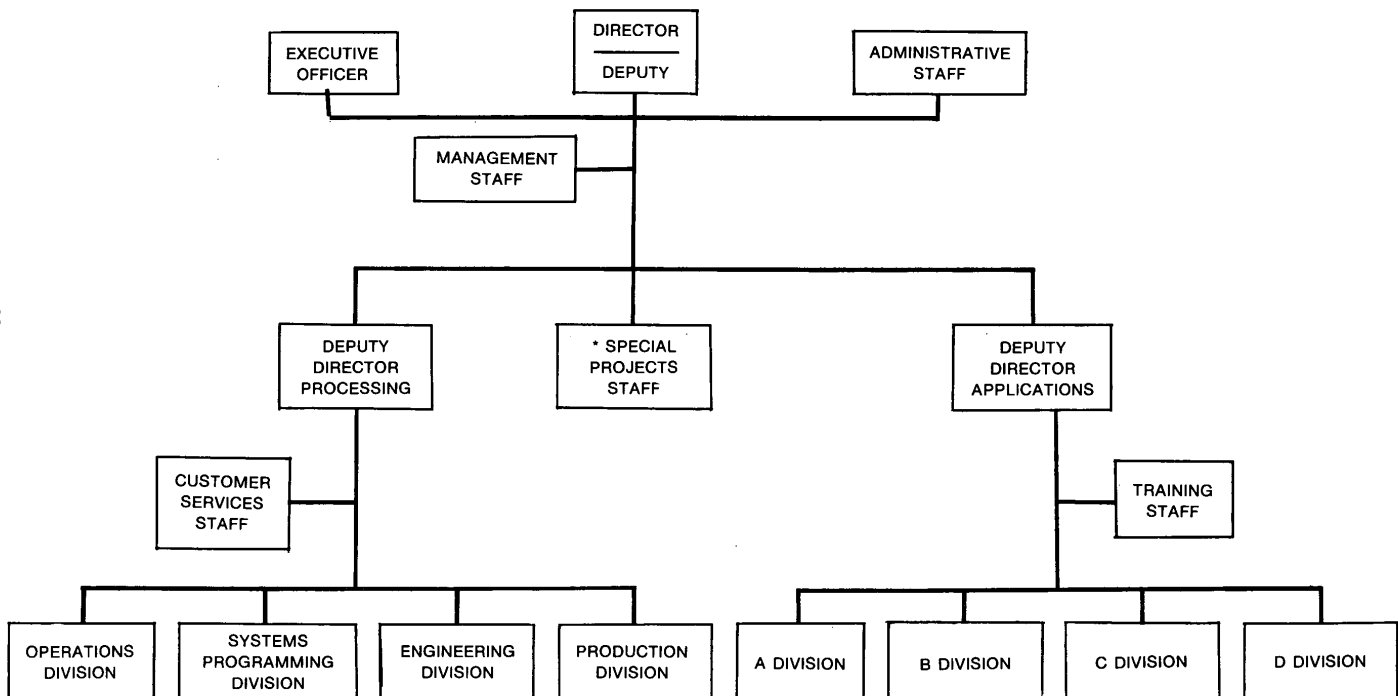 EXECUTIVE
OFFICER
DIRECTOR
DEPUTY
ADMINISTRATIVE
STAFF
MANAGEMENT
STAFF
DEPUTY
DIRECTOR
PROCESSING
* SPECIAL
PROJECTS
STAFF
DEPUTY
DIRECTOR
APPLICATIONS
CUSTOMER
SERVICES
STAFF
TRAINING
STAFF
OPERATIONS
DIVISION
SYSTEMS
PROGRAMMING
DIVISION
ENGINEERING
DIVISION
PRODUCTION
DIVISION
A DIVISION
B DIVISION
C DIVISION
D DIVISION